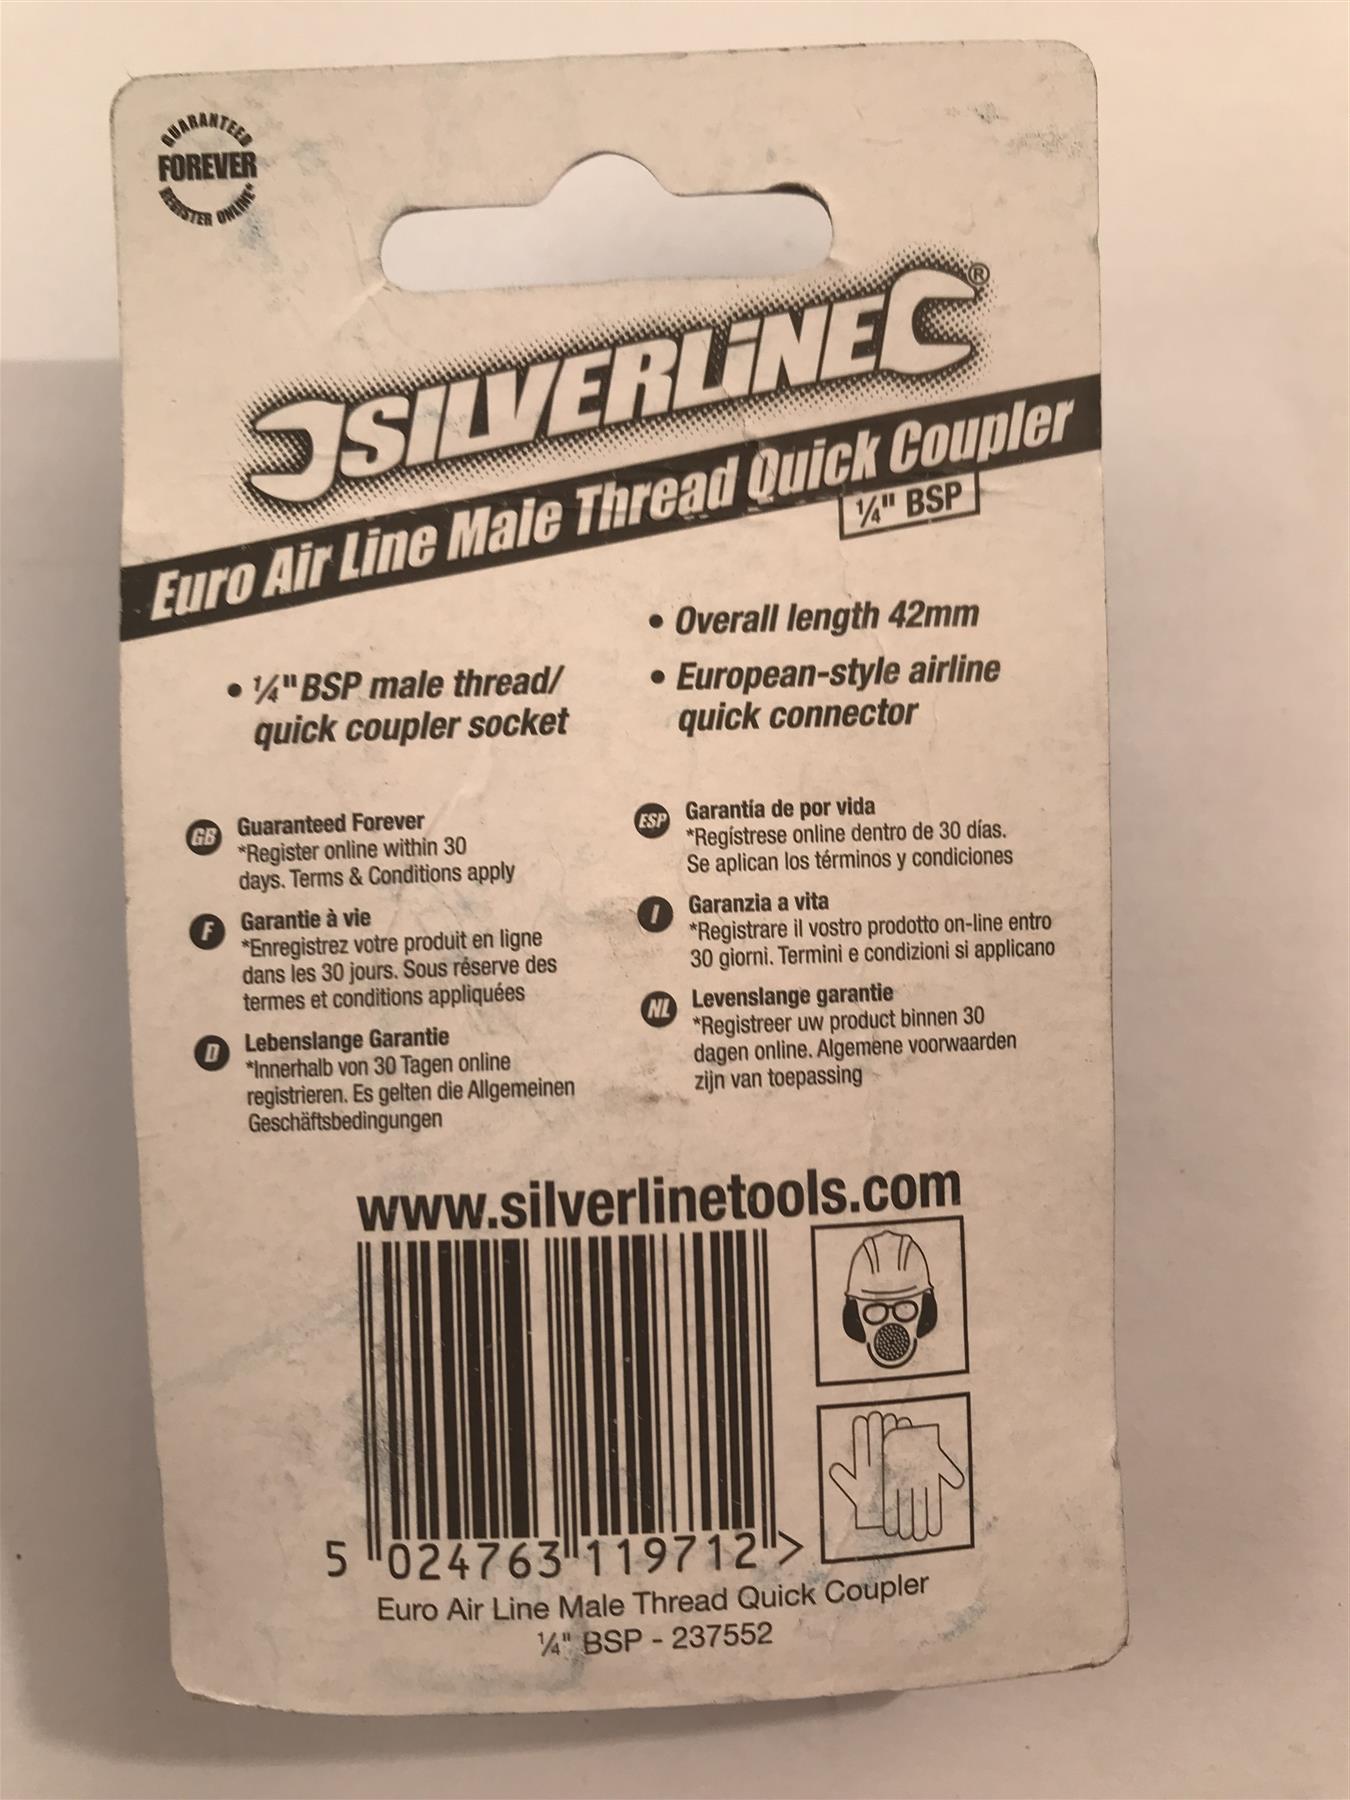 GUARANTEED
FOREVER
REGISTER ONLINE*
SILVERLINE®
Euro Air Line Male Thread Quick Coupler
¼" BSP
• ¼" BSP male thread/
quick coupler socket
• Overall length 42mm
• European-style airline
quick connector
GB Guaranteed Forever
*Register online within 30
days. Terms & Conditions apply
F Garantie à vie
*Enregistrez votre produit en ligne
dans les 30 jours. Sous réserve des
termes et conditions appliquées
D Lebenslange Garantie
*Innerhalb von 30 Tagen online
registrieren. Es gelten die Allgemeinen
Geschäftsbedingungen
ESP Garantía de por vida
*Regístrese online dentro de 30 días.
Se aplican los términos y condiciones
I Garanzia a vita
*Registrare il vostro prodotto on-line entro
30 giorni. Termini e condizioni si applicano
NL Levenslange garantie
*Registreer uw product binnen 30
dagen online. Algemene voorwaarden
zijn van toepassing
www.silverlinetools.com
5 024763 119712 >
Euro Air Line Male Thread Quick Coupler
¼" BSP - 237552